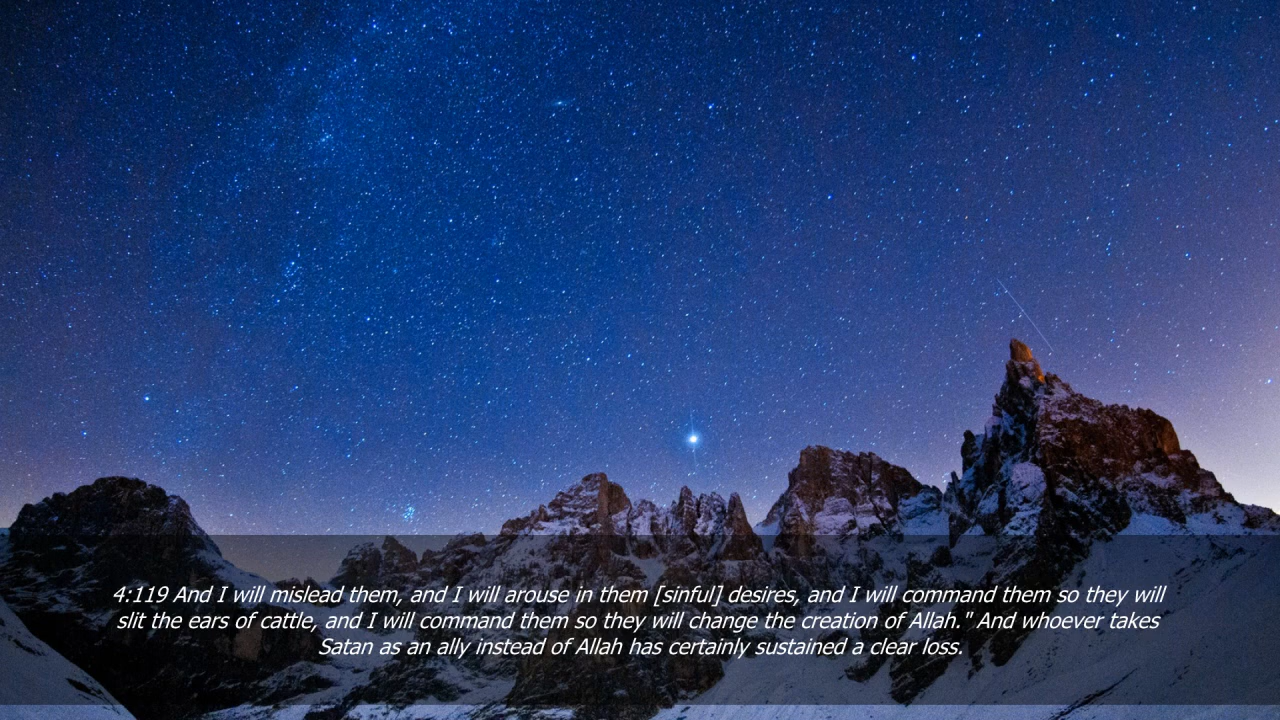 4:119 And I will mislead them, and I will arouse in them [sinful] desires, and I will command them so they will
slit the ears of cattle, and I will command them so they will change the creation of Allah." And whoever takes
Satan as an ally instead of Allah has certainly sustained a clear loss.